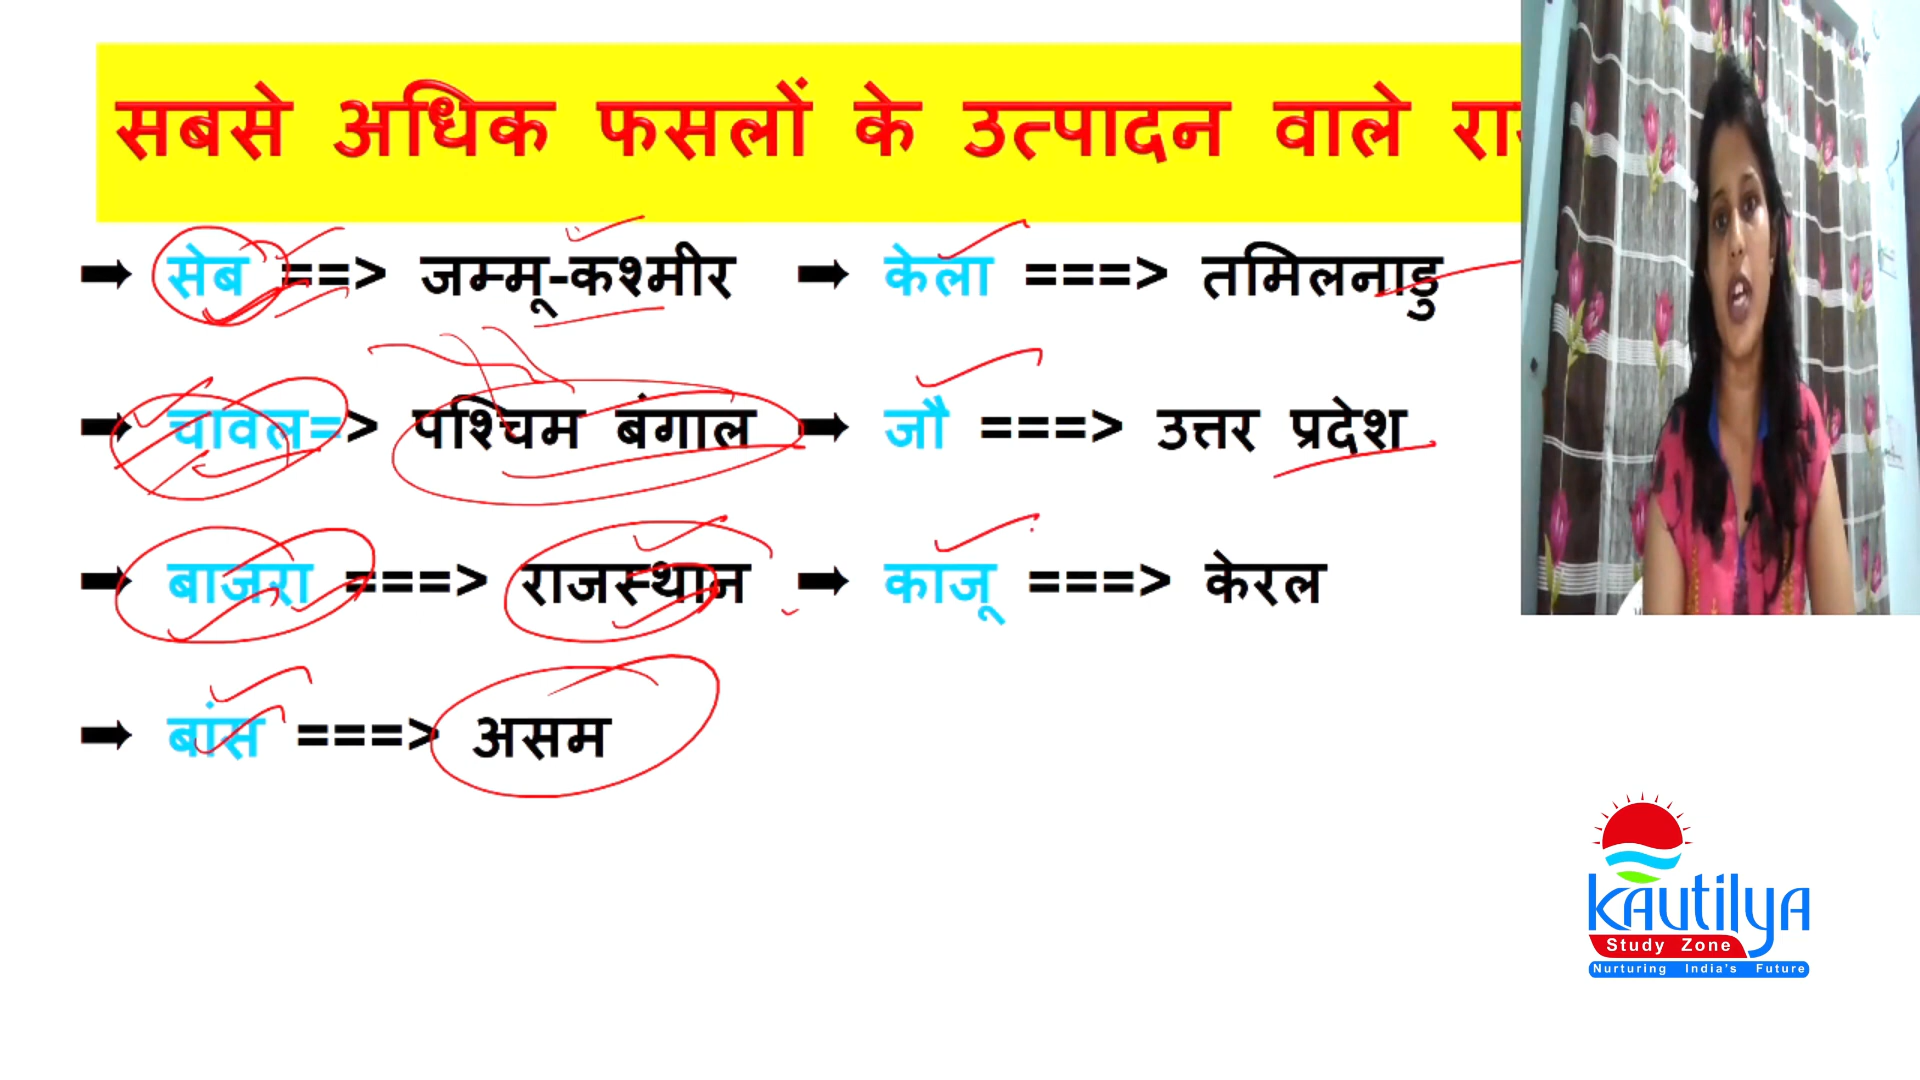 सबसे अधिक फसलों के उत्पादन वाले
➡ सेब ==> जम्मू-कश्मीर ➡ केला ===> तमिलनाडु
➡ चावल=> पश्चिम बंगाल ➡ जौ ===> उत्तर प्रदेश
➡ बाजरा ===> राजस्थान ➡ काजू ===> केरल
➡ बांस ===> असम
kautilya
Study Zone
Nurturing India's Future